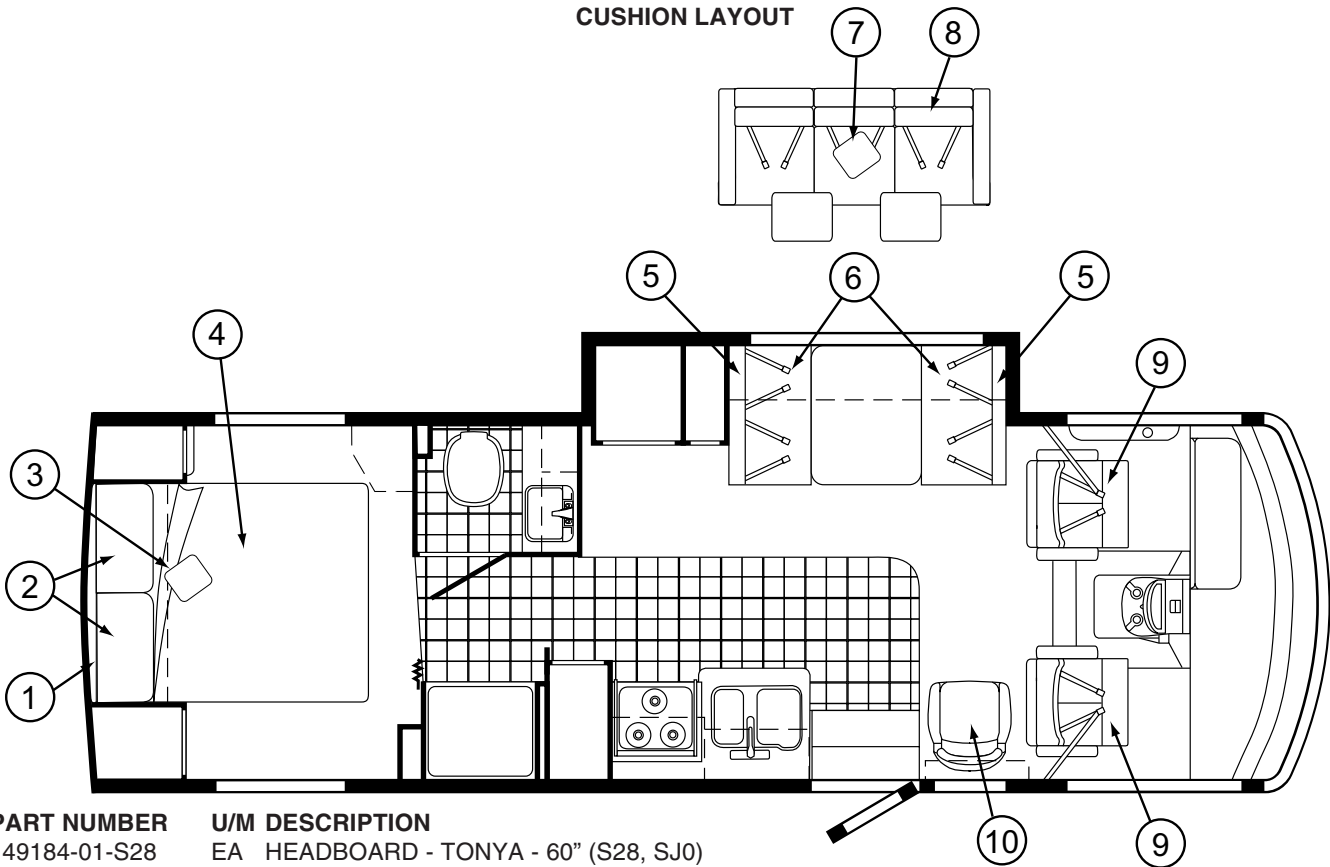 CUSHION LAYOUT
7 8
5 6 5
4
9
3
2
1
10 9
PART NUMBER U/M DESCRIPTION
49184-01-S28 EA HEADBOARD - TONYA - 60” (S28, SJ0)